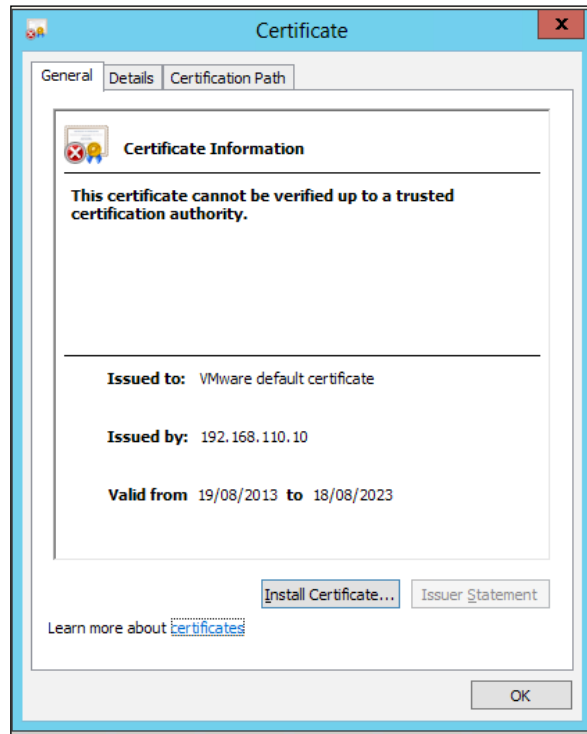 Certificate
X
General Details Certification Path
Certificate Information
This certificate cannot be verified up to a trusted
certification authority.
Issued to: VMware default certificate
Issued by: 192.168.110.10
Valid from 19/08/2013 to 18/08/2023
Install Certificate... Issuer Statement
Learn more about certificates
OK